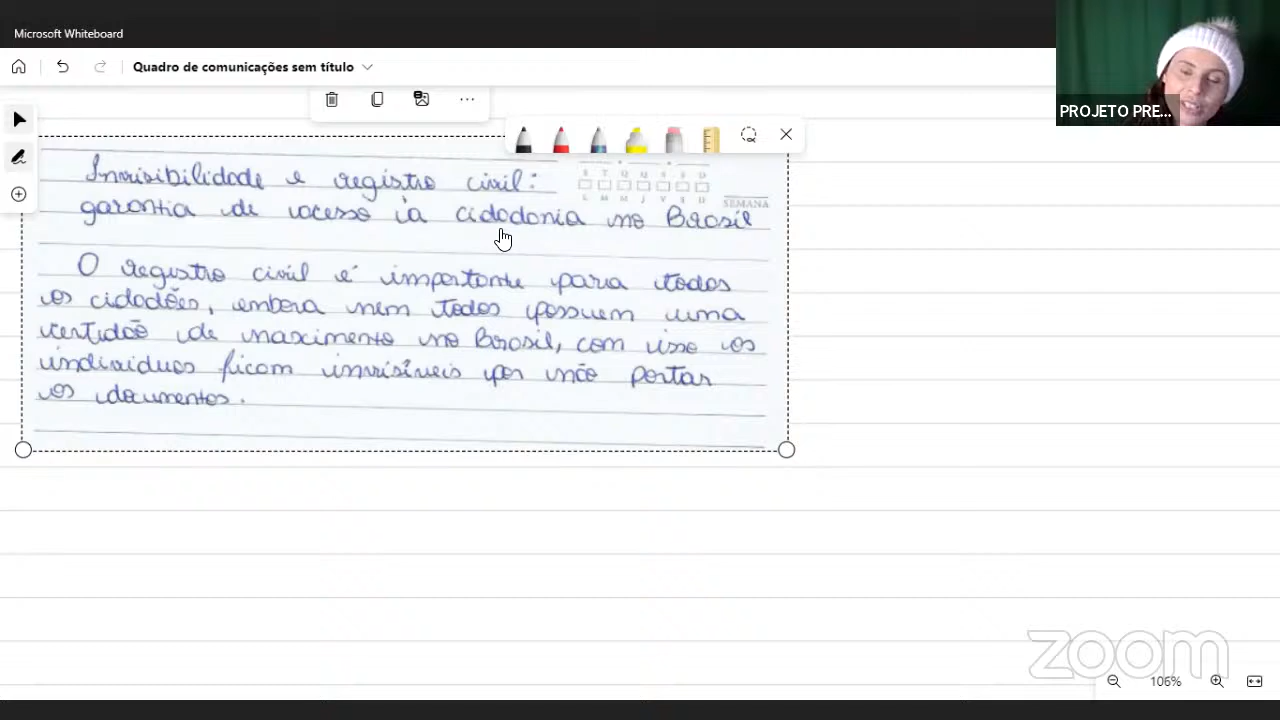 Microsoft Whiteboard
Quadro de comunicações sem título
PROJETO PRE...
Invisibilidade e registro civil:
garantia de acesso à cidadania no Brasil
S T Q Q S S D
L M M J V S D
SEMANA
O registro civil é importante para todos
os cidadões, embora nem todos possuem uma
certidão de nascimento no Brasil, com isso os
indivíduos ficam invisíveis por não portar
os documentos.
zoom
106%